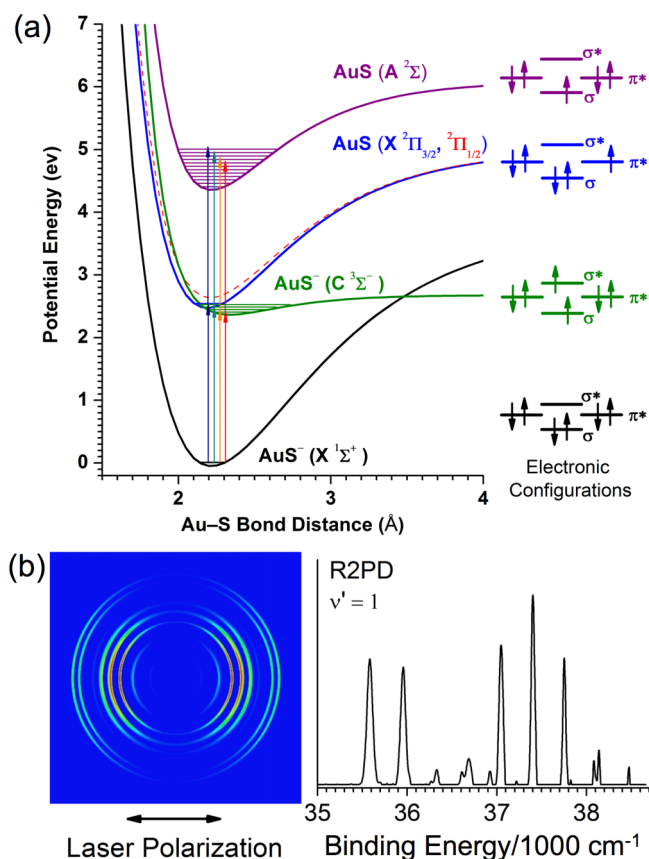 (a)
7
6
5
4
3
2
1
0
Potential Energy (ev)
AuS (A ²Σ)
AuS (X ²Π₃/₂, ²Π₁/₂)
AuS⁻ (C ³Σ⁻)
AuS⁻ (X ¹Σ⁺)
2 3 4
Au–S Bond Distance (Å)
σ*
π*
σ
σ*
π*
σ
σ*
π*
σ
σ*
π*
σ
Electronic
Configurations
(b)
Laser Polarization
R2PD
ν' = 1
35 36 37 38
Binding Energy/1000 cm⁻¹